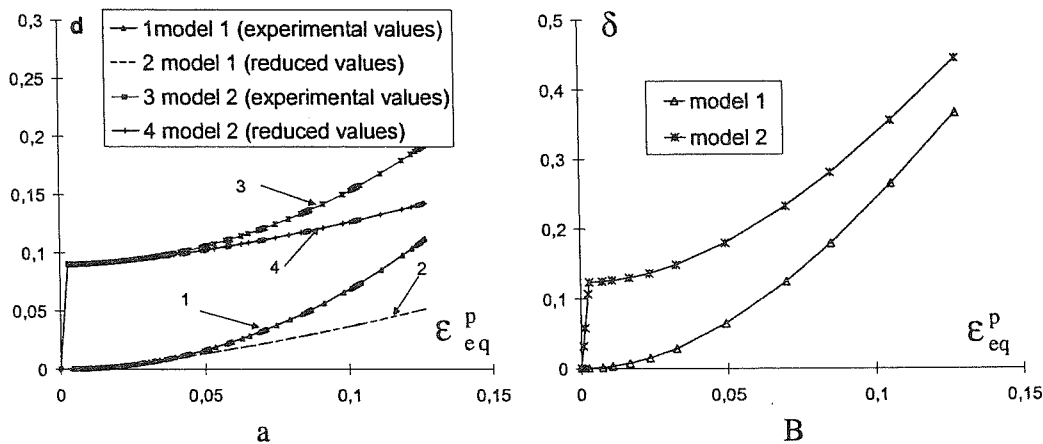 0,3
d
1model 1 (experimental values)
2 model 1 (reduced values)
3 model 2 (experimental values)
4 model 2 (reduced values)
0,25
0,2
0,15
0,1
0,05
0
3
4
1
2
ε p eq
0
0,05
0,1
0,15
a
δ
0,5
0,4
0,3
0,2
0,1
0
model 1
model 2
ε p eq
0
0,05
0,1
0,15
B